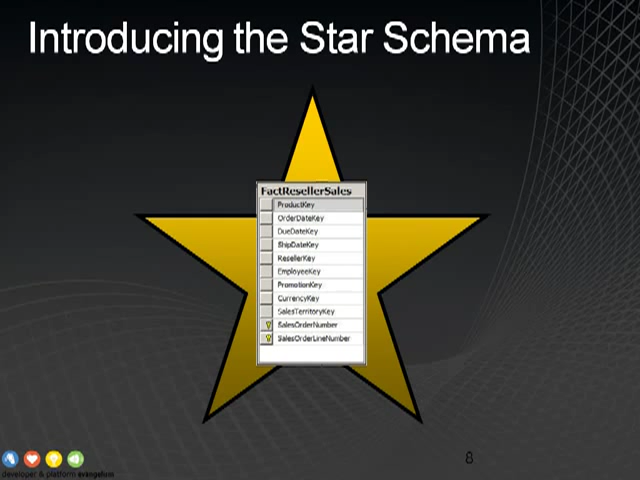 Introducing the Star Schema
FactResellerSales
ProductKey
OrderDateKey
DueDateKey
ShipDateKey
ResellerKey
EmployeeKey
PromotionKey
CurrencyKey
SalesTerritoryKey
SalesOrderNumber
SalesOrderLineNumber
8
developer & platform evangelism